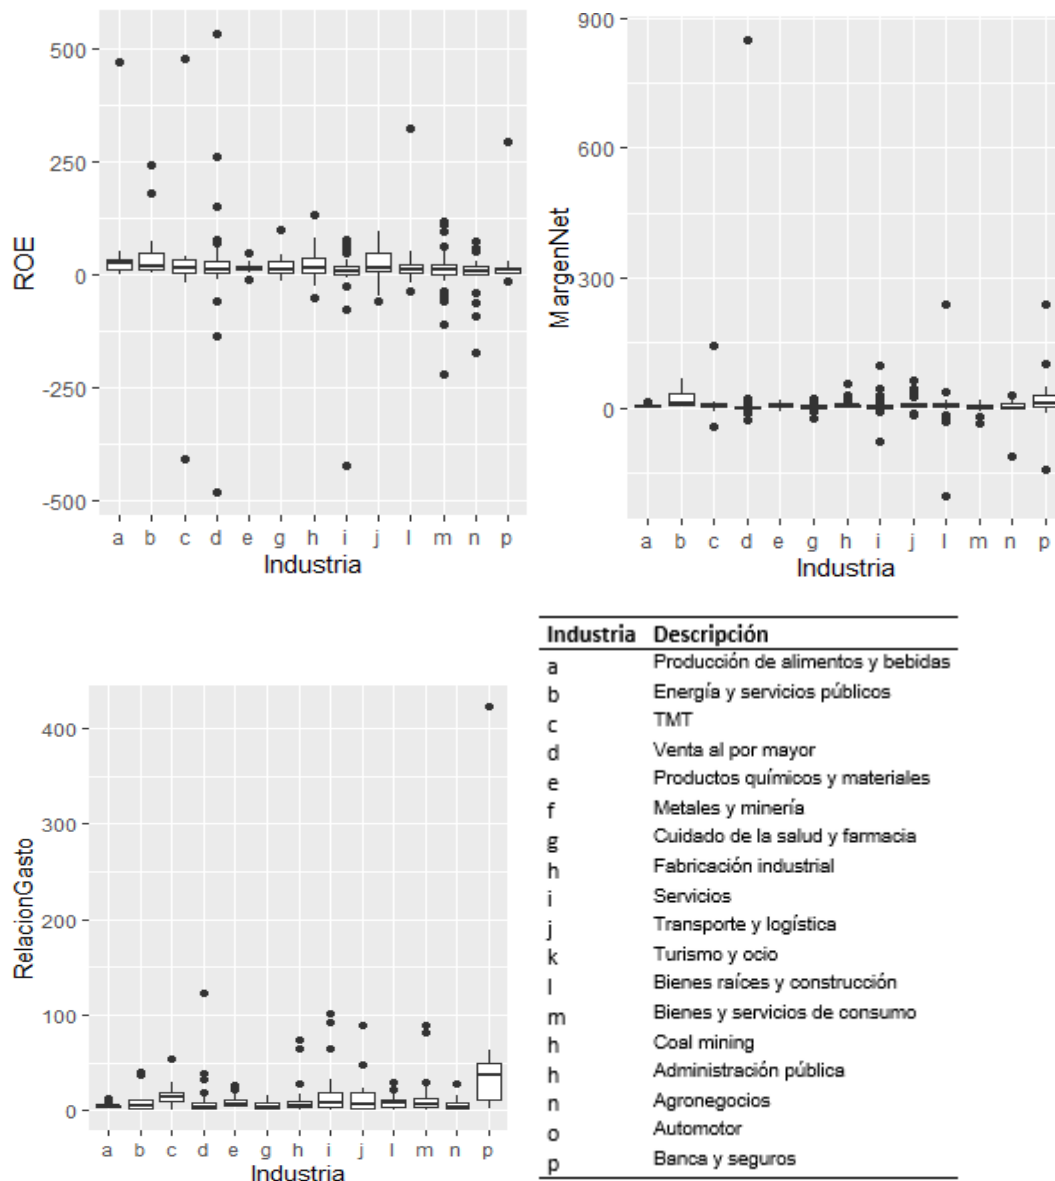 500
250
0
-250
-500
ROE
a b c d e g h i j l m n p
Industria
900
600
300
0
MargenNet
a b c d e g h i j l m n p
Industria
400
300
200
100
0
RelacionGasto
a b c d e g h i j l m n p
Industria
Industria Descripción
a Producción de alimentos y bebidas
b Energía y servicios públicos
c TMT
d Venta al por mayor
e Productos químicos y materiales
f Metales y minería
g Cuidado de la salud y farmacia
h Fabricación industrial
i Servicios
j Transporte y logística
k Turismo y ocio
l Bienes raíces y construcción
m Bienes y servicios de consumo
h Coal mining
h Administración pública
n Agronegocios
o Automotor
p Banca y seguros